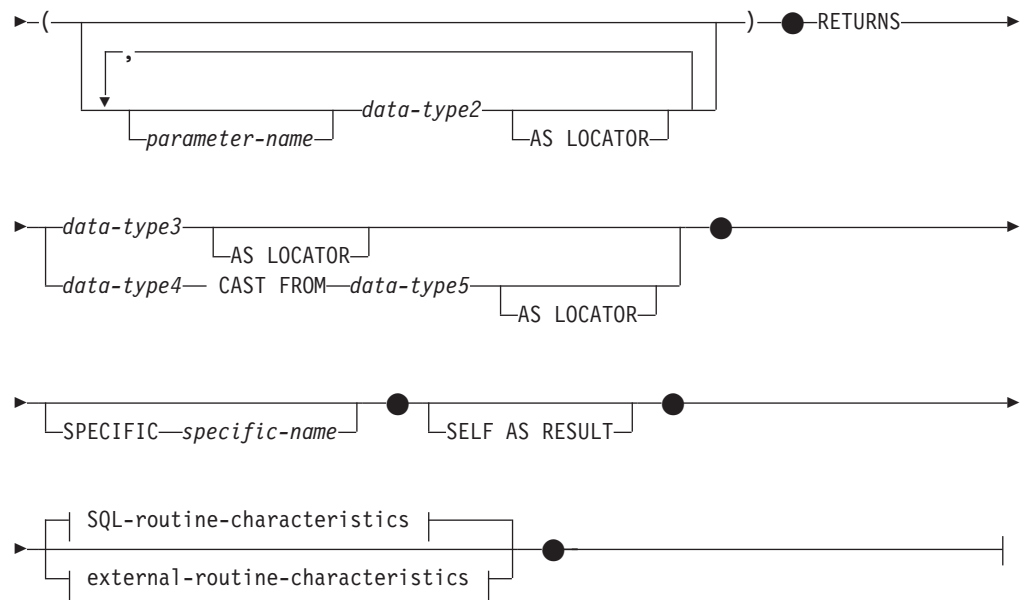 ( ) RETURNS
,
parameter-name data-type2 AS LOCATOR
data-type3 AS LOCATOR
data-type4 CAST FROM data-type5 AS LOCATOR
SPECIFIC specific-name SELF AS RESULT
SQL-routine-characteristics
external-routine-characteristics